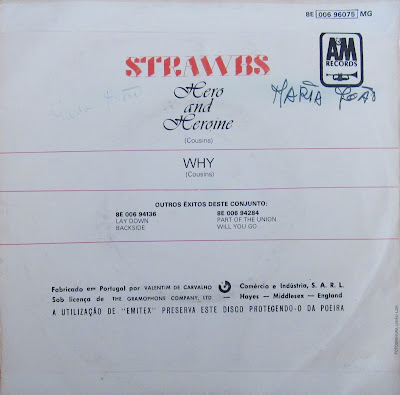 8E 006 96075 MG
STRAWBS
A&M
RECORDS
Hero
and
Heroine
(Cousins)
MARIA JOÃO
WHY
(Cousins)
OUTROS ÊXITOS DESTE CONJUNTO:
8E 006 94136 8E 006 94284
LAY DOWN PART OF THE UNION
BACKSIDE WILL YOU GO
Fabricado em Portugal por VALENTIM DE CARVALHO Comércio e Indústria, S. A. R. L.
Sob licença de THE GRAMOPHONE COMPANY, LTD — Hayes — Middlesex — England
A UTILIZAÇÃO DE "EMITEX" PRESERVA ESTE DISCO PROTEGENDO-O DA POEIRA